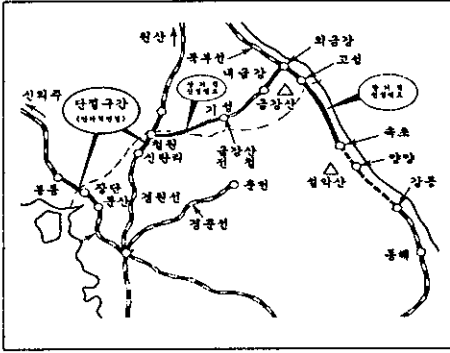 원산
북부선
외금강
고성
내금강
신의주
단절구간
금강산
기성
철원
신탄리
금강산
전철
속초
양양
설악산
강릉
봉동
장단
문산
경원선
춘천
경춘선
동해